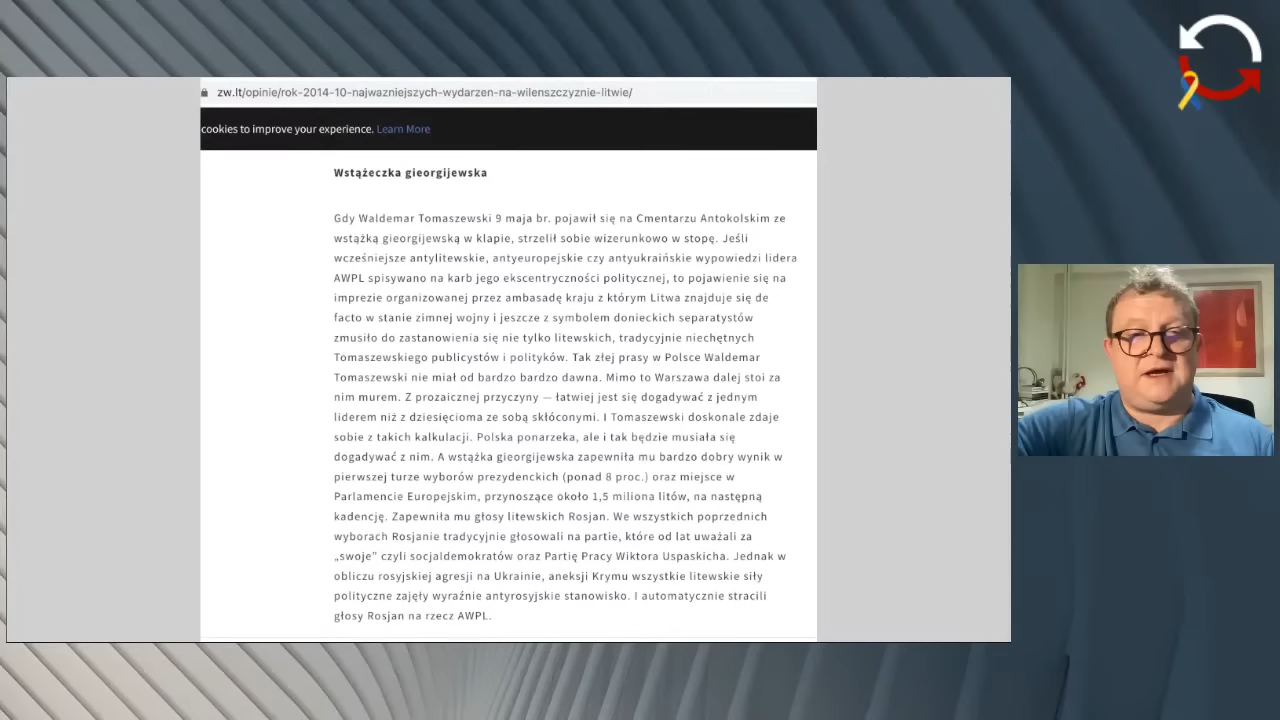 zw.lt/opinie/rok-2014-10-najwazniejszych-wydarzen-na-wilenszczyznie-litwie/
cookies to improve your experience. Learn More
Wstążeczka gieorgijewska
Gdy Waldemar Tomaszewski 9 maja br. pojawił się na Cmentarzu Antokolskim ze
wstążką gieorgijewską w klapie, strzelił sobie wizerunkowo w stopę. Jeśli
wcześniejsze antylitewskie, antyeuropejskie czy antyukraińskie wypowiedzi lidera
AWPL spisywano na karb jego ekscentryczności politycznej, to pojawienie się na
imprezie organizowanej przez ambasadę kraju z którym Litwa znajduje się de
facto w stanie zimnej wojny i jeszcze z symbolem donieckich separatystów
zmusiło do zastanowienia się nie tylko litewskich, tradycyjnie niechętnych
Tomaszewskiego publicystów i polityków. Tak złej prasy w Polsce Waldemar
Tomaszewski nie miał od bardzo bardzo dawna. Mimo to Warszawa dalej stoi za
nim murem. Z prozaicznej przyczyny — łatwiej jest się dogadywać z jednym
liderem niż z dziesięcioma ze sobą skłóconymi. I Tomaszewski doskonale zdaje
sobie z takich kalkulacji. Polska ponarzeka, ale i tak będzie musiała się
dogadywać z nim. A wstążka gieorgijewska zapewniła mu bardzo dobry wynik w
pierwszej turze wyborów prezydenckich (ponad 8 proc.) oraz miejsce w
Parlamencie Europejskim, przynoszące około 1,5 miliona litów, na następną
kadencję. Zapewniła mu głosy litewskich Rosjan. We wszystkich poprzednich
wyborach Rosjanie tradycyjnie głosowali na partie, które od lat uważali za
„swoje” czyli socjaldemokratów oraz Partię Pracy Wiktora Uspaskicha. Jednak w
obliczu rosyjskiej agresji na Ukrainie, aneksji Krymu wszystkie litewskie siły
polityczne zajęły wyraźnie antyrosyjskie stanowisko. I automatycznie stracili
głosy Rosjan na rzecz AWPL.